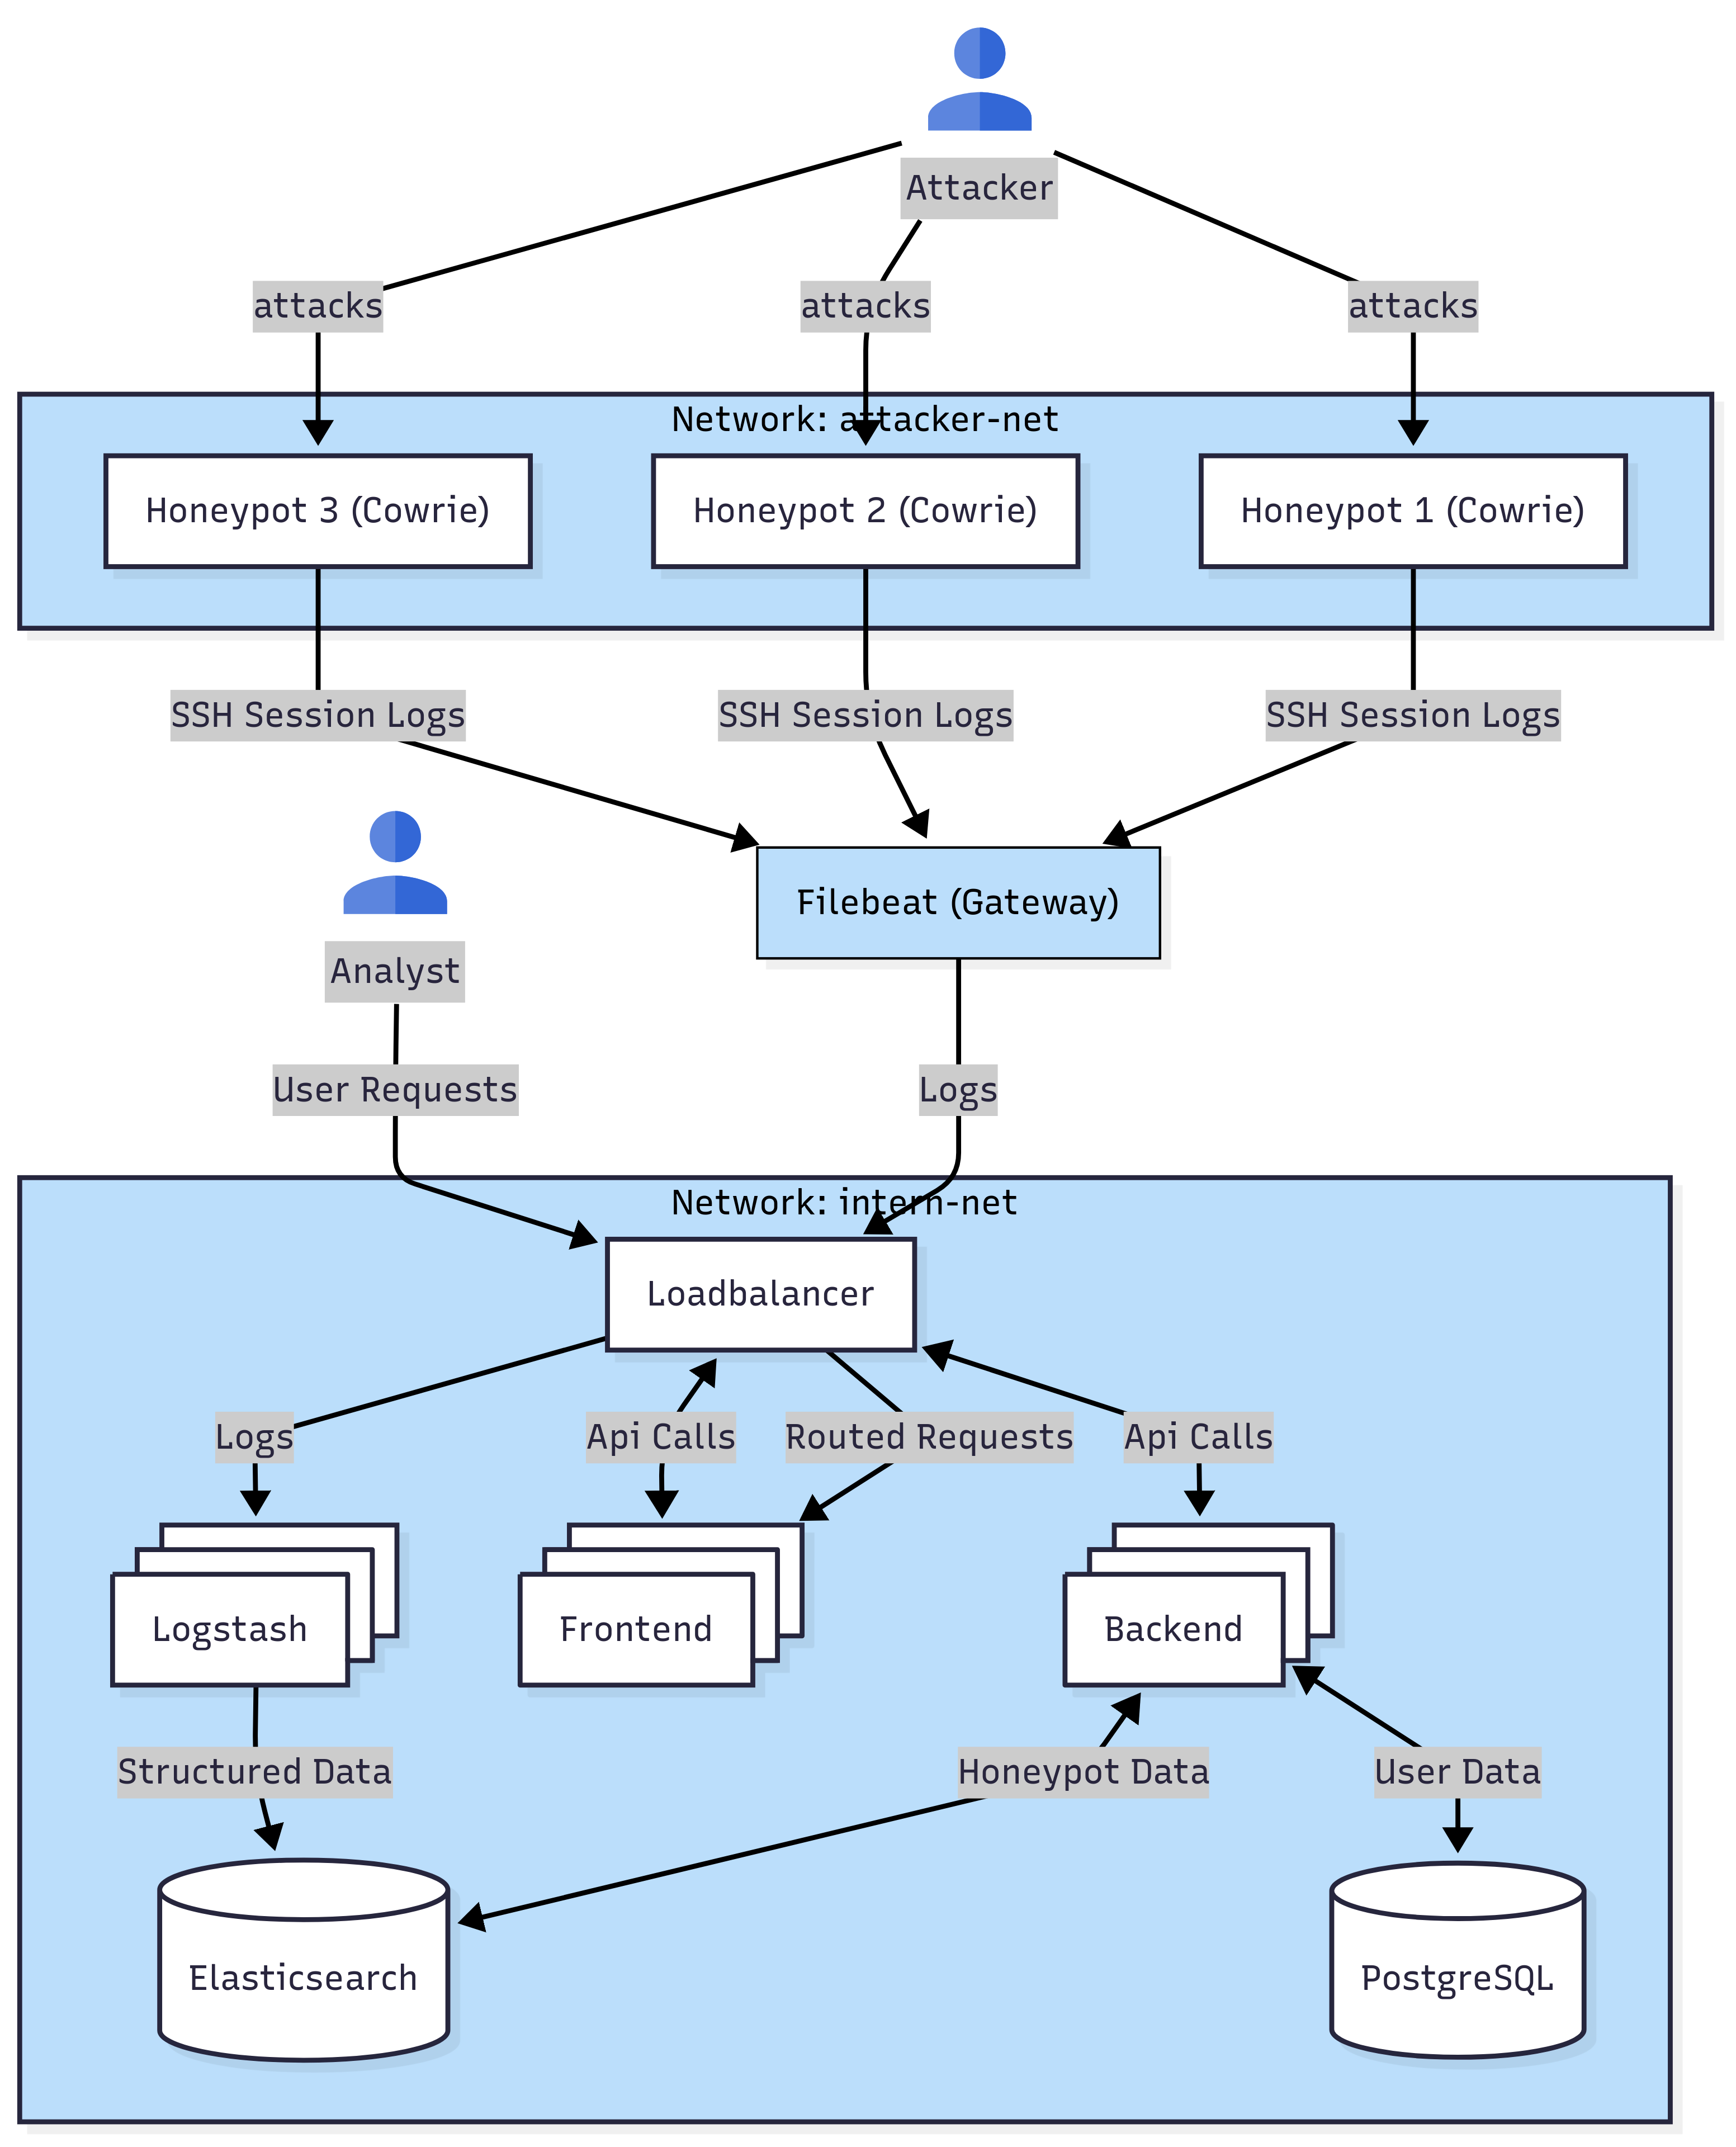 Attacker
attacks
attacks
attacks
Network: attacker-net
Honeypot 3 (Cowrie)
Honeypot 2 (Cowrie)
Honeypot 1 (Cowrie)
SSH Session Logs
SSH Session Logs
SSH Session Logs
Filebeat (Gateway)
Analyst
User Requests
Logs
Network: intern-net
Loadbalancer
Logs
Api Calls
Routed Requests
Api Calls
Logstash
Frontend
Backend
Structured Data
Honeypot Data
User Data
Elasticsearch
PostgreSQL